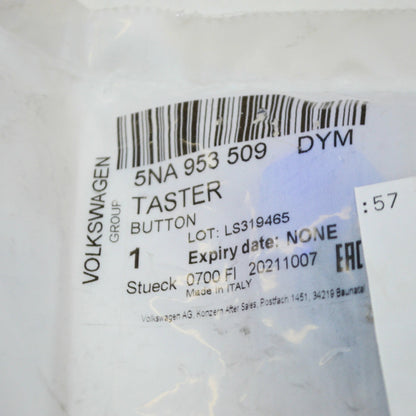 5NA 953 509 DYM
TASTER
BUTTON
LOT: LS319465
1 Expiry date: NONE
Stueck 0700 FI 20211007
Made in ITALY
EAC
Volkswagen AG, Konzern After Sales, Postfach 1451, 34219 Baunatal
VOLKSWAGEN
GROUP
:57